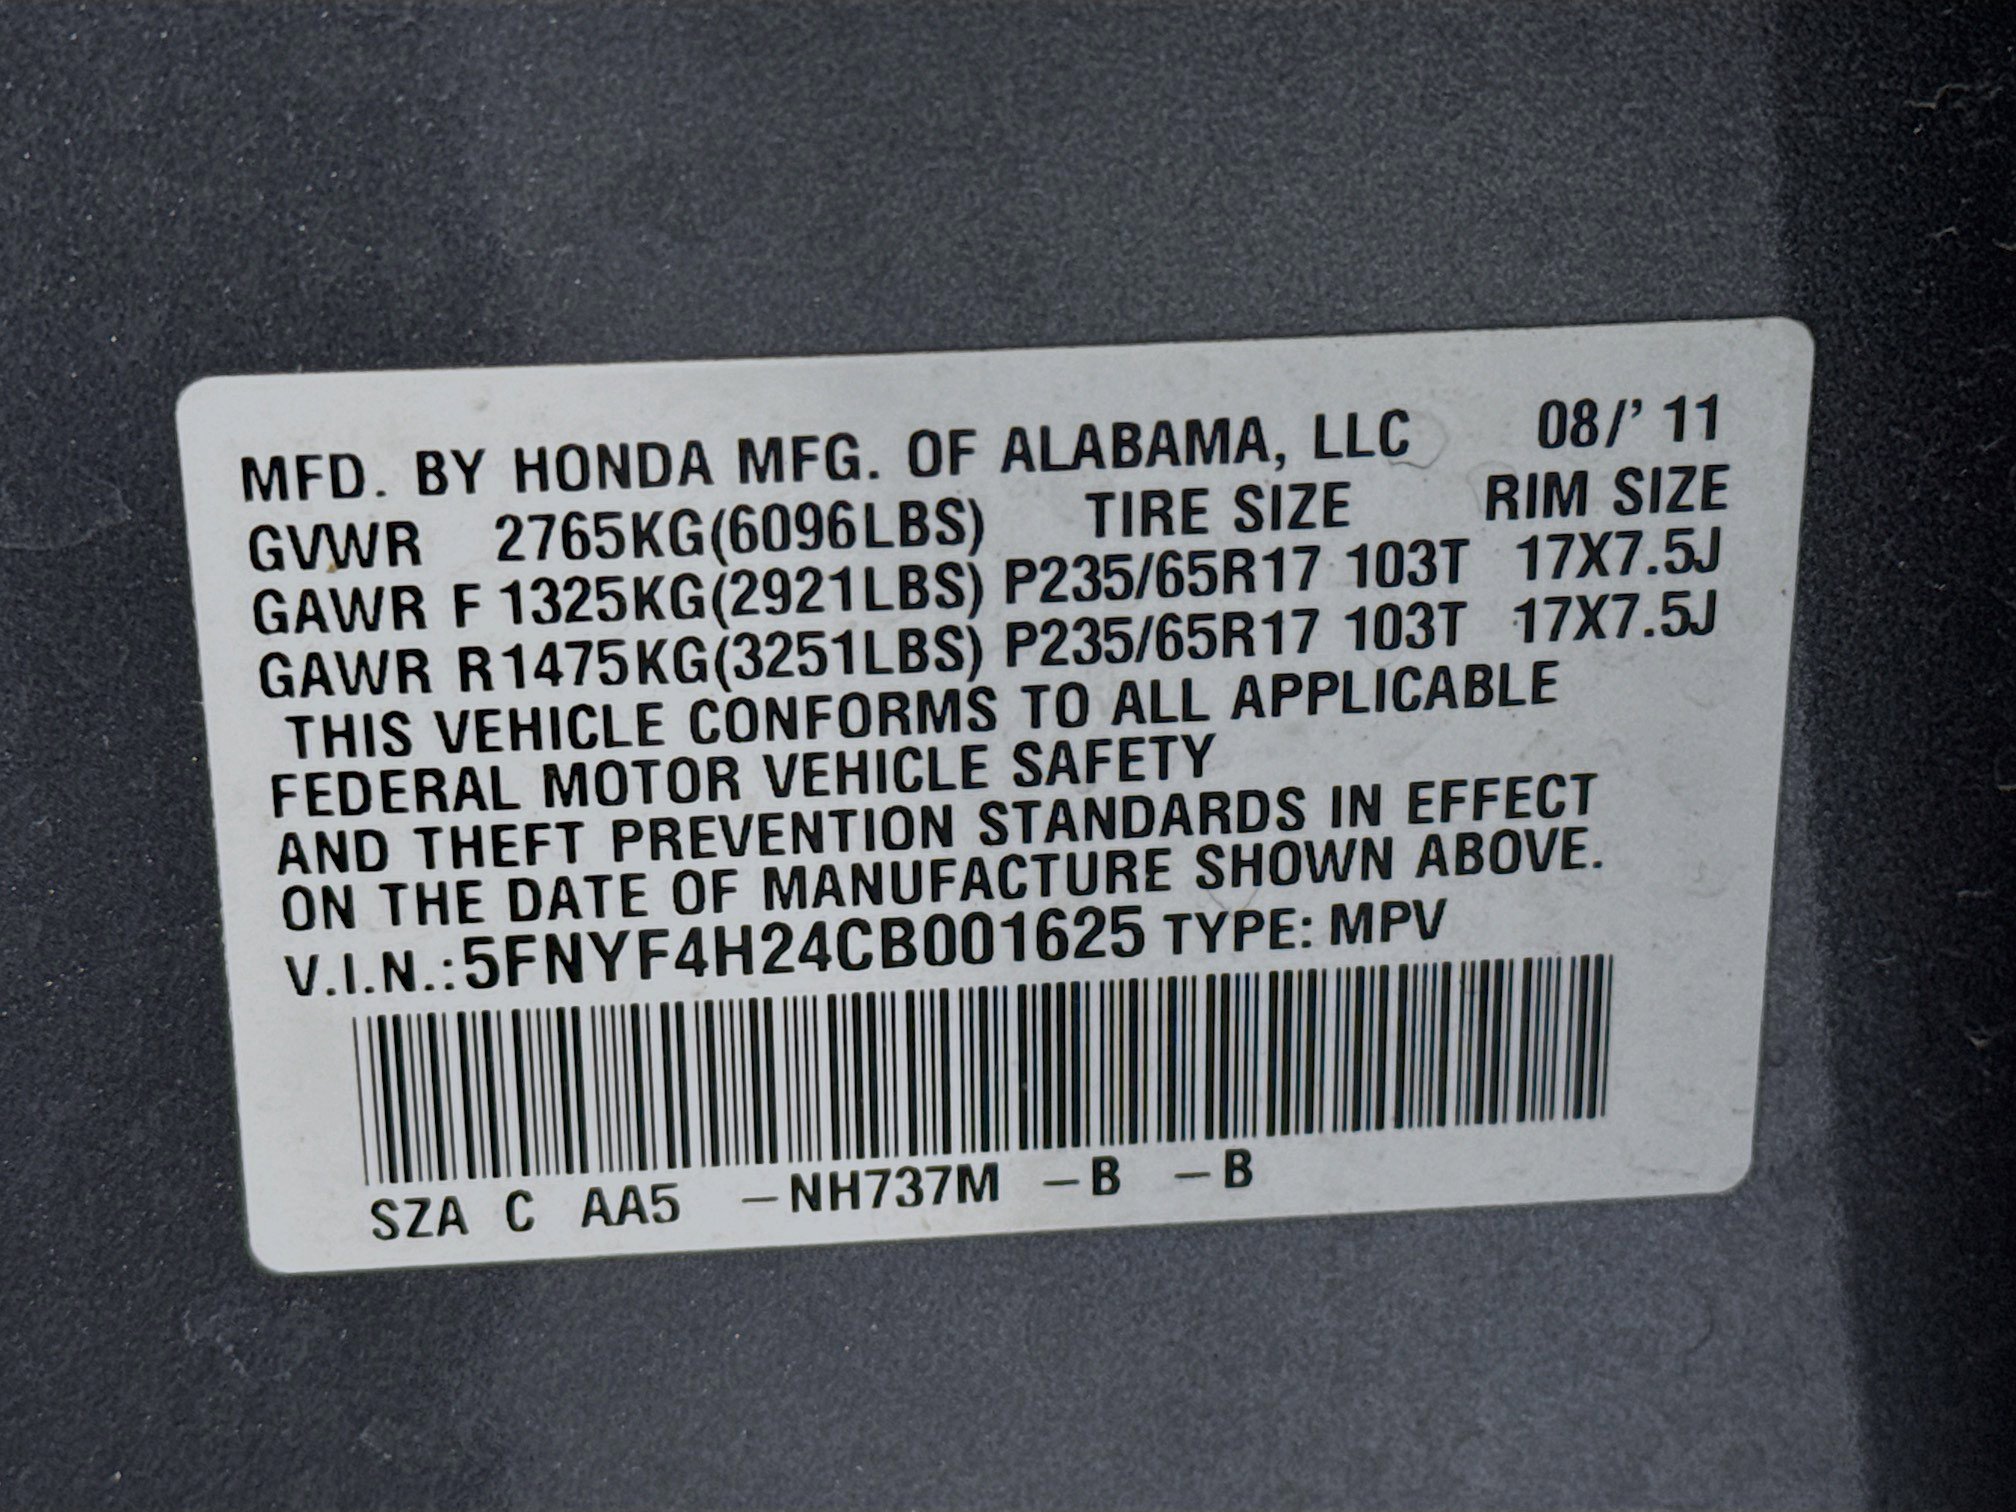 MFD. BY HONDA MFG. OF ALABAMA, LLC 08/' 11
GVWR 2765KG(6096LBS) TIRE SIZE RIM SIZE
GAWR F 1325KG(2921LBS) P235/65R17 103T 17X7.5J
GAWR R 1475KG(3251LBS) P235/65R17 103T 17X7.5J
THIS VEHICLE CONFORMS TO ALL APPLICABLE
FEDERAL MOTOR VEHICLE SAFETY
AND THEFT PREVENTION STANDARDS IN EFFECT
ON THE DATE OF MANUFACTURE SHOWN ABOVE.
V.I.N.: 5FNYF4H24CB001625 TYPE: MPV
SZA C AA5 –NH737M –B –B